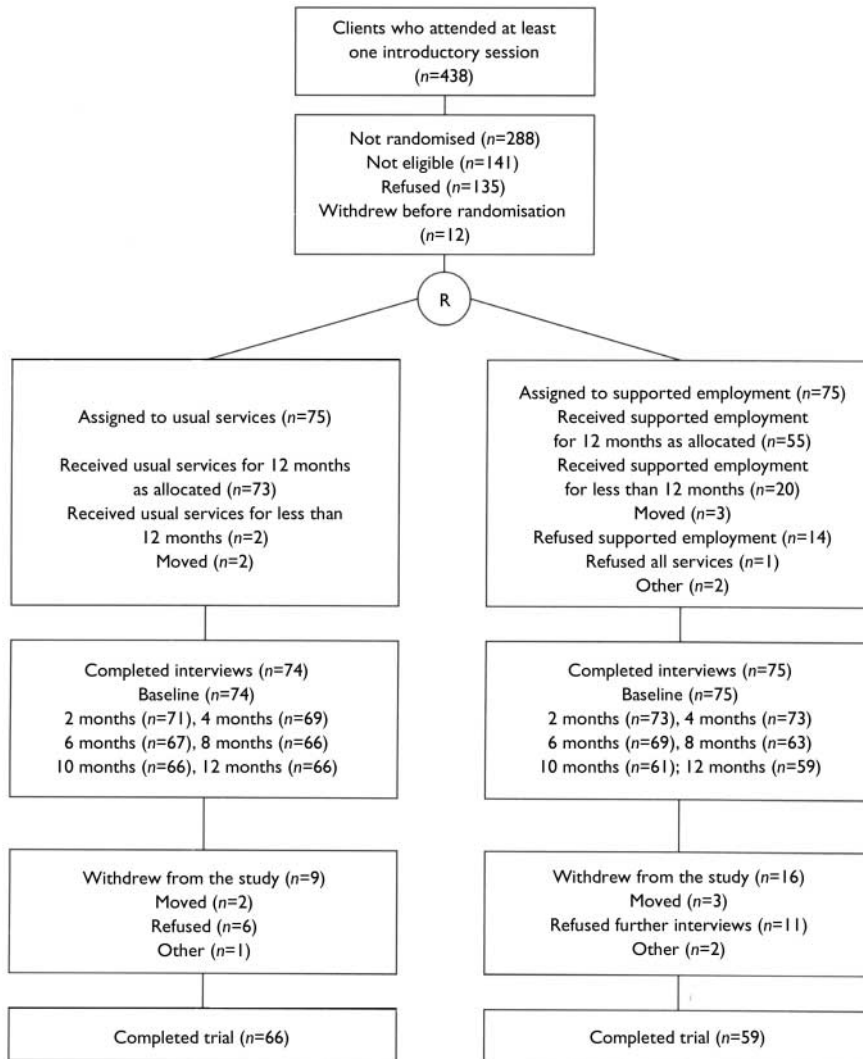 Clients who attended at least
one introductory session
(n=438)
Not randomised (n=288)
Not eligible (n=141)
Refused (n=135)
Withdrew before randomisation
(n=12)
R
Assigned to usual services (n=75)
Received usual services for 12 months
as allocated (n=73)
Received usual services for less than
12 months (n=2)
Moved (n=2)
Assigned to supported employment (n=75)
Received supported employment
for 12 months as allocated (n=55)
Received supported employment
for less than 12 months (n=20)
Moved (n=3)
Refused supported employment (n=14)
Refused all services (n=1)
Other (n=2)
Completed interviews (n=74)
Baseline (n=74)
2 months (n=71), 4 months (n=69)
6 months (n=67), 8 months (n=66)
10 months (n=66), 12 months (n=66)
Completed interviews (n=75)
Baseline (n=75)
2 months (n=73), 4 months (n=73)
6 months (n=69), 8 months (n=63)
10 months (n=61); 12 months (n=59)
Withdrew from the study (n=9)
Moved (n=2)
Refused (n=6)
Other (n=1)
Withdrew from the study (n=16)
Moved (n=3)
Refused further interviews (n=11)
Other (n=2)
Completed trial (n=66)
Completed trial (n=59)